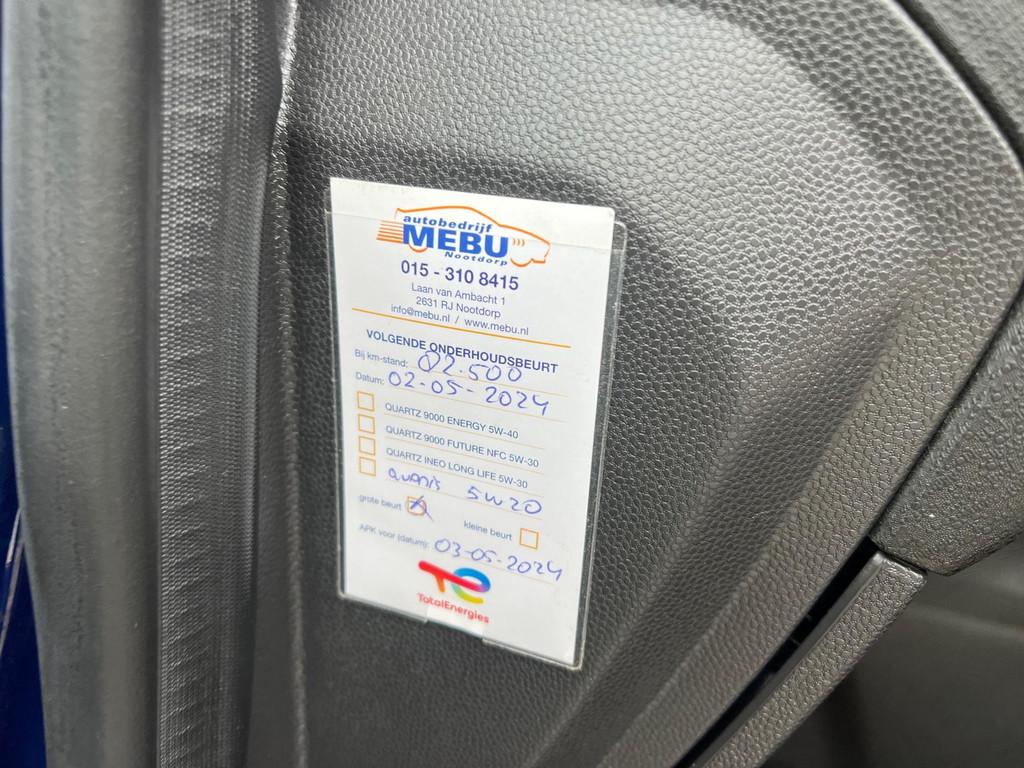 autobedrijf
MEBU
Nootdorp
015 - 310 8415
Laan van Ambacht 1
2631 RJ Nootdorp
info@mebu.nl / www.mebu.nl
VOLGENDE ONDERHOUDSBEURT
Bij km-stand: 92.500
Datum: 02-05-2024
QUARTZ 9000 ENERGY 5W-40
QUARTZ 9000 FUTURE NFC 5W-30
QUARTZ INEO LONG LIFE 5W-30
5W20
grote beurt
kleine beurt
APK voor (datum): 03-05-2024
TotalEnergies